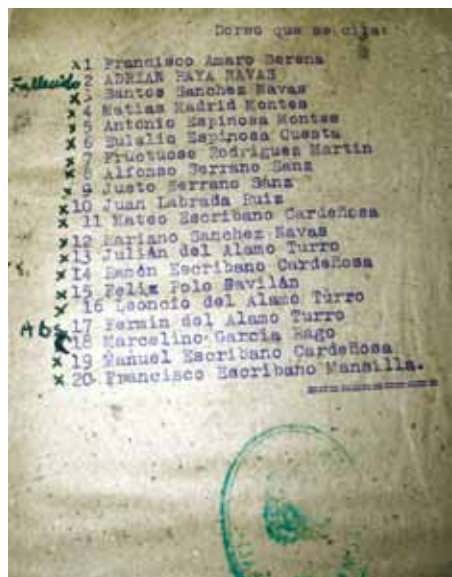 Dorso que se cita:
x1 Francisco Amaro Serena
Fallecido 2 ADRIAN PAYA NAVAS
x 3 Santos Sanchez Navas
x 4 Matias Madrid Montes
x 5 Antonio Espinosa Montes
x 6 Eulalio Espinosa Cuesta
x 7 Fructuoso Rodriguez Martin
x 8 Alfonso Serrano Sanz
x 9 Justo Serrano Sanz
x 10 Juan Labrada Ruiz
11 Mateo Escribano Cardeñosa
x 12 Mariano Sanchez Navas
x 13 Julián del Alamo Turro
x 14 Ramón Escribano Cardeñosa
x 15 Felix Polo Gavilán
16 Leoncio del Alamo Turro
Abs 17 Fermin del Alamo Turro
18 Marcelino Garcia Rago
x 19 Manuel Escribano Cardeñosa
x 20 Francisco Escribano Mansilla.